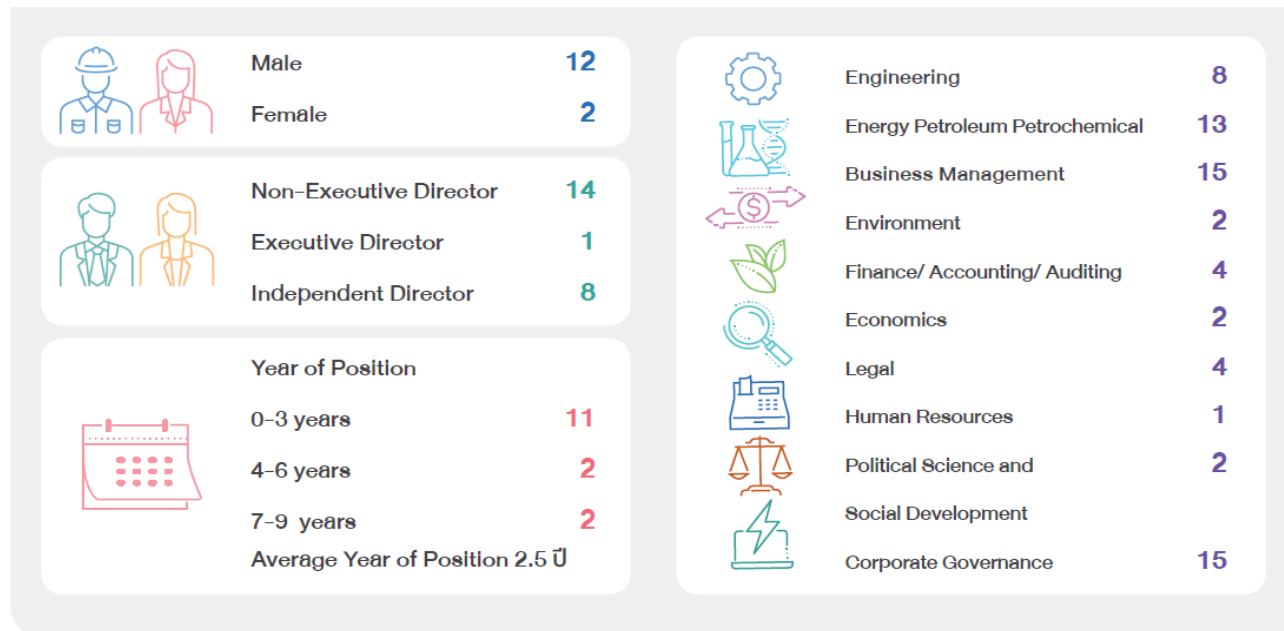 Male 12
Female 2
Non-Executive Director 14
Executive Director 1
Independent Director 8
Year of Position
0-3 years 11
4-6 years 2
7-9 years 2
Average Year of Position 2.5 ปี
Engineering 8
Energy Petroleum Petrochemical 13
Business Management 15
Environment 2
Finance/ Accounting/ Auditing 4
Economics 2
Legal 4
Human Resources 1
Political Science and 2
Social Development
Corporate Governance 15
$